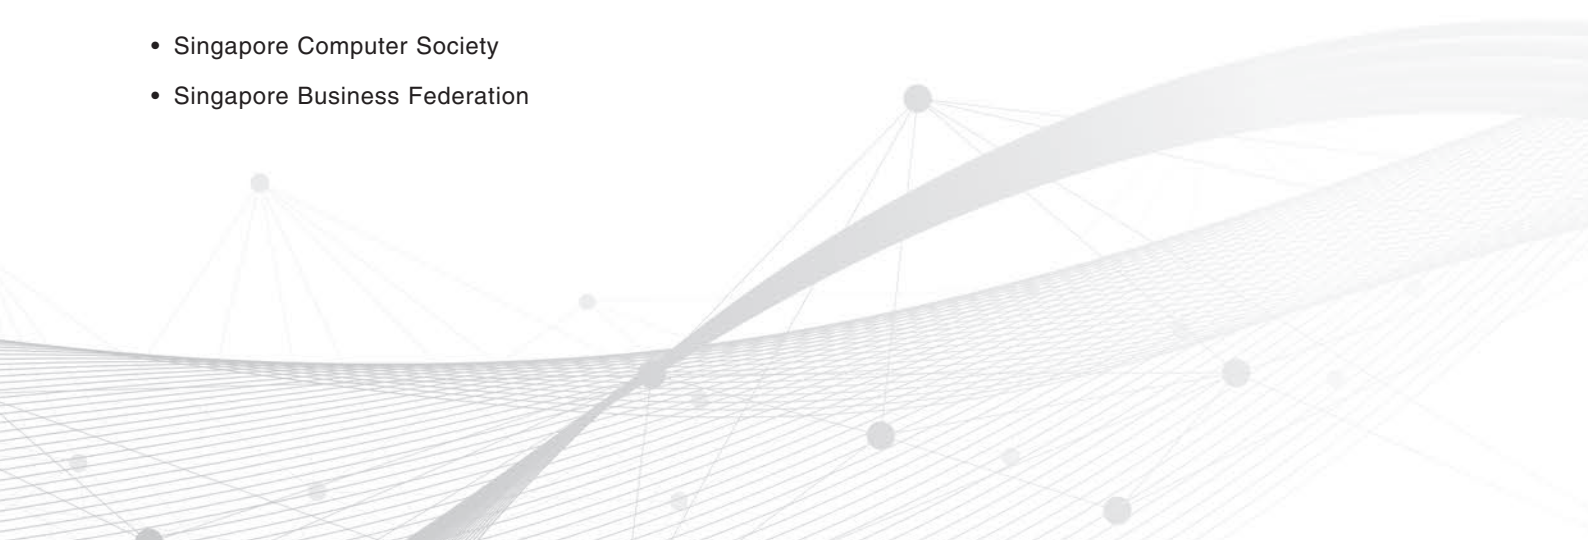 • Singapore Computer Society
• Singapore Business Federation